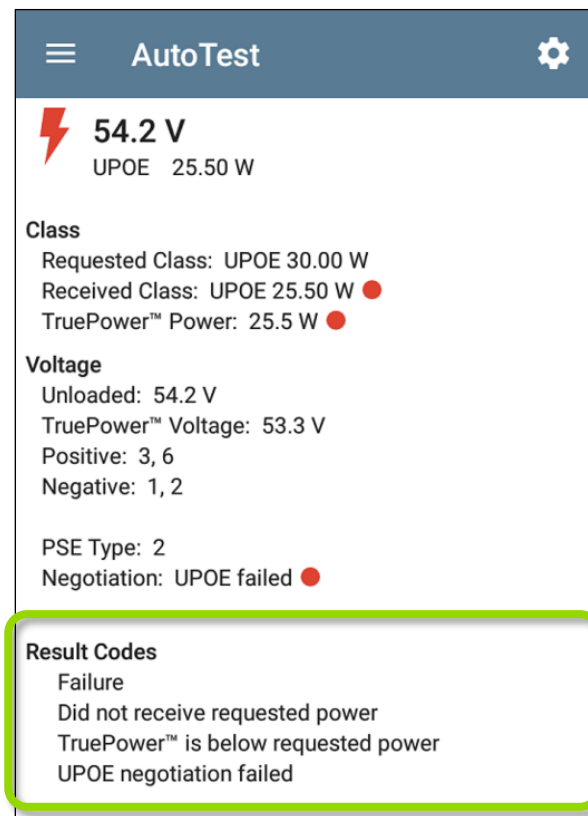 AutoTest
54.2 V
UPOE 25.50 W
Class
Requested Class: UPOE 30.00 W
Received Class: UPOE 25.50 W
TruePower™ Power: 25.5 W
Voltage
Unloaded: 54.2 V
TruePower™ Voltage: 53.3 V
Positive: 3, 6
Negative: 1, 2
PSE Type: 2
Negotiation: UPOE failed
Result Codes
Failure
Did not receive requested power
TruePower™ is below requested power
UPOE negotiation failed